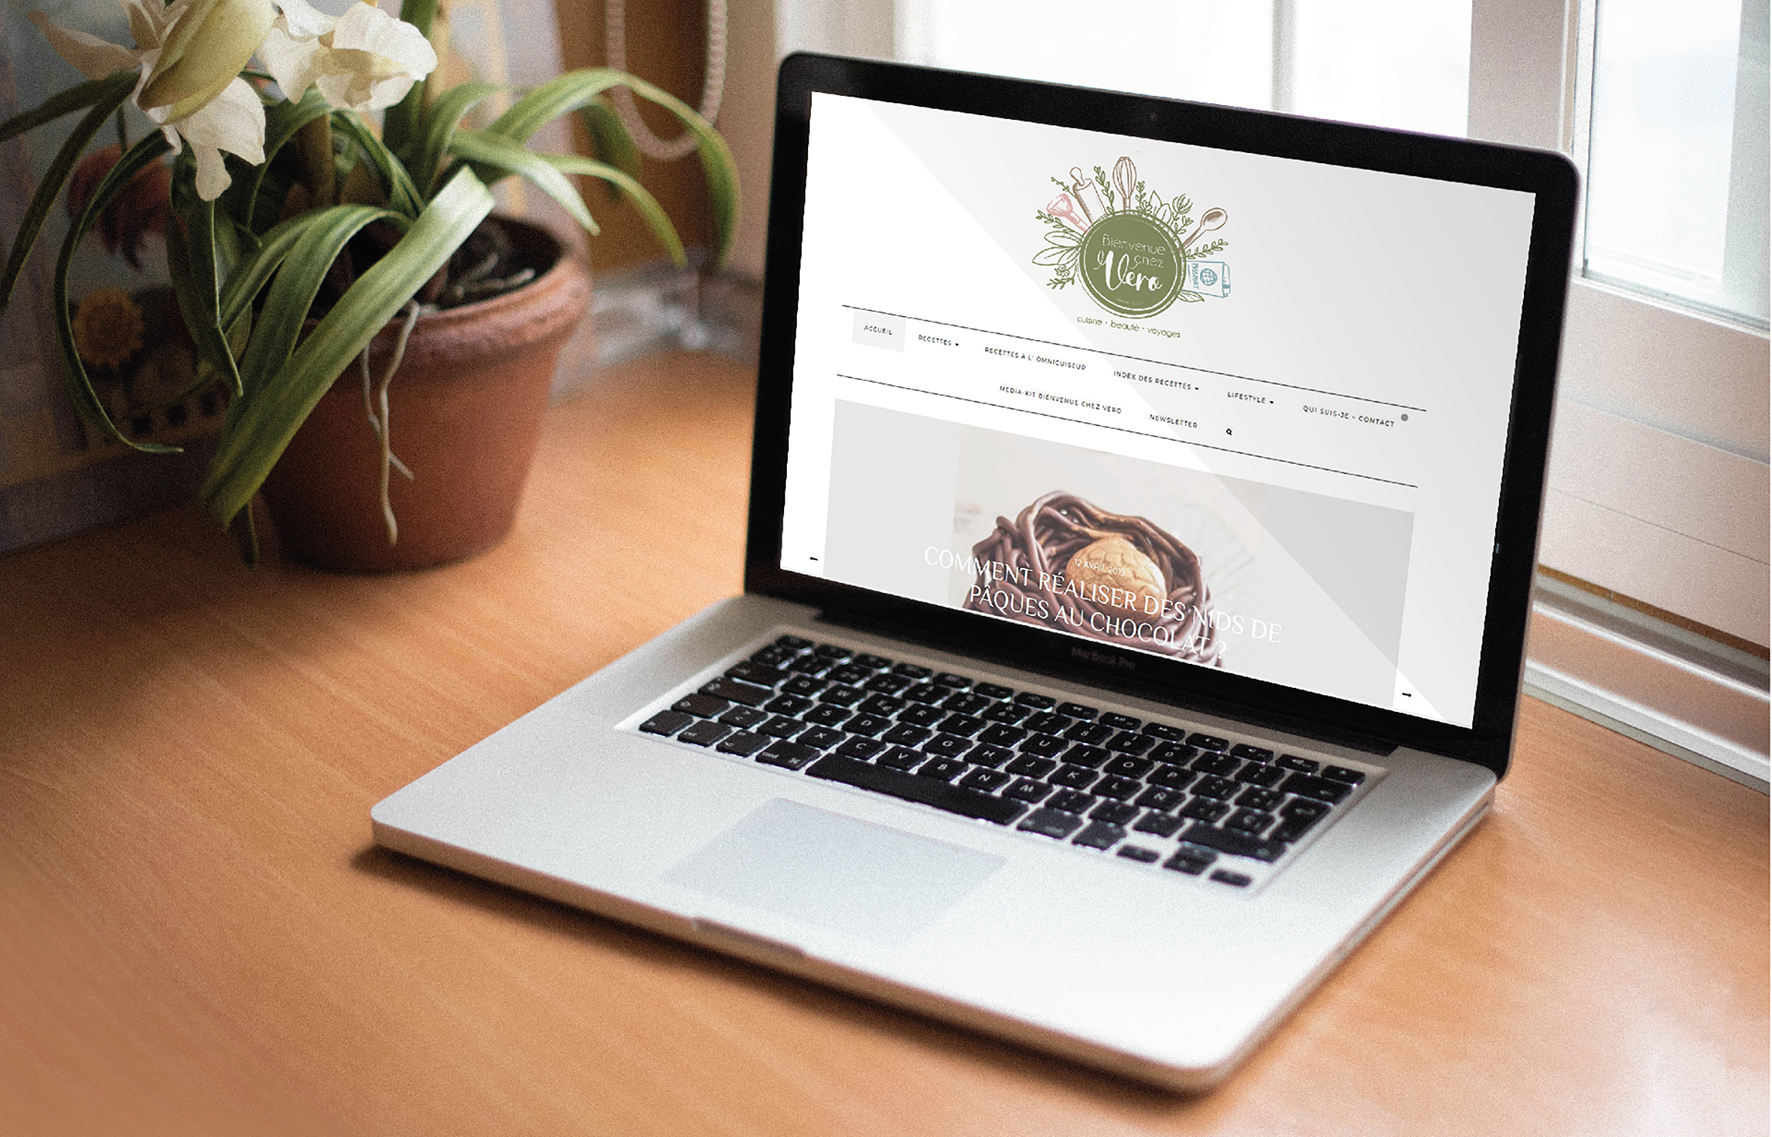 Bienvenue
chez
Vero
PASSPORT
cuisine • beauté • voyages
ACCUEIL
RECETTES
RECETTES À L' OMNICUISEUR
INDEX DES RECETTES
LIFESTYLE
QUI SUIS-JE – CONTACT
MEDIA-KIT BIENVENUE CHEZ VERO
NEWSLETTER
12 AVRIL 2019
COMMENT RÉALISER DES NIDS DE
PÂQUES AU CHOCOLAT ?
MacBook Pro